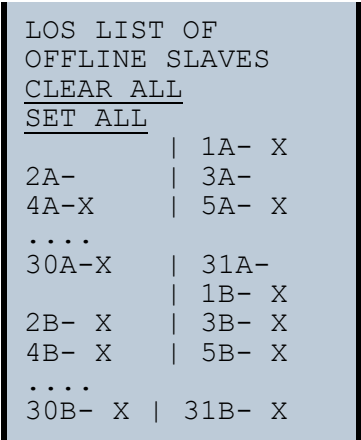 LOS LIST OF
OFFLINE SLAVES
CLEAR ALL
SET ALL
| 1A- X
2A- | 3A-
4A-X | 5A- X
....
30A-X | 31A-
| 1B- X
2B- X | 3B- X
4B- X | 5B- X
....
30B- X | 31B- X